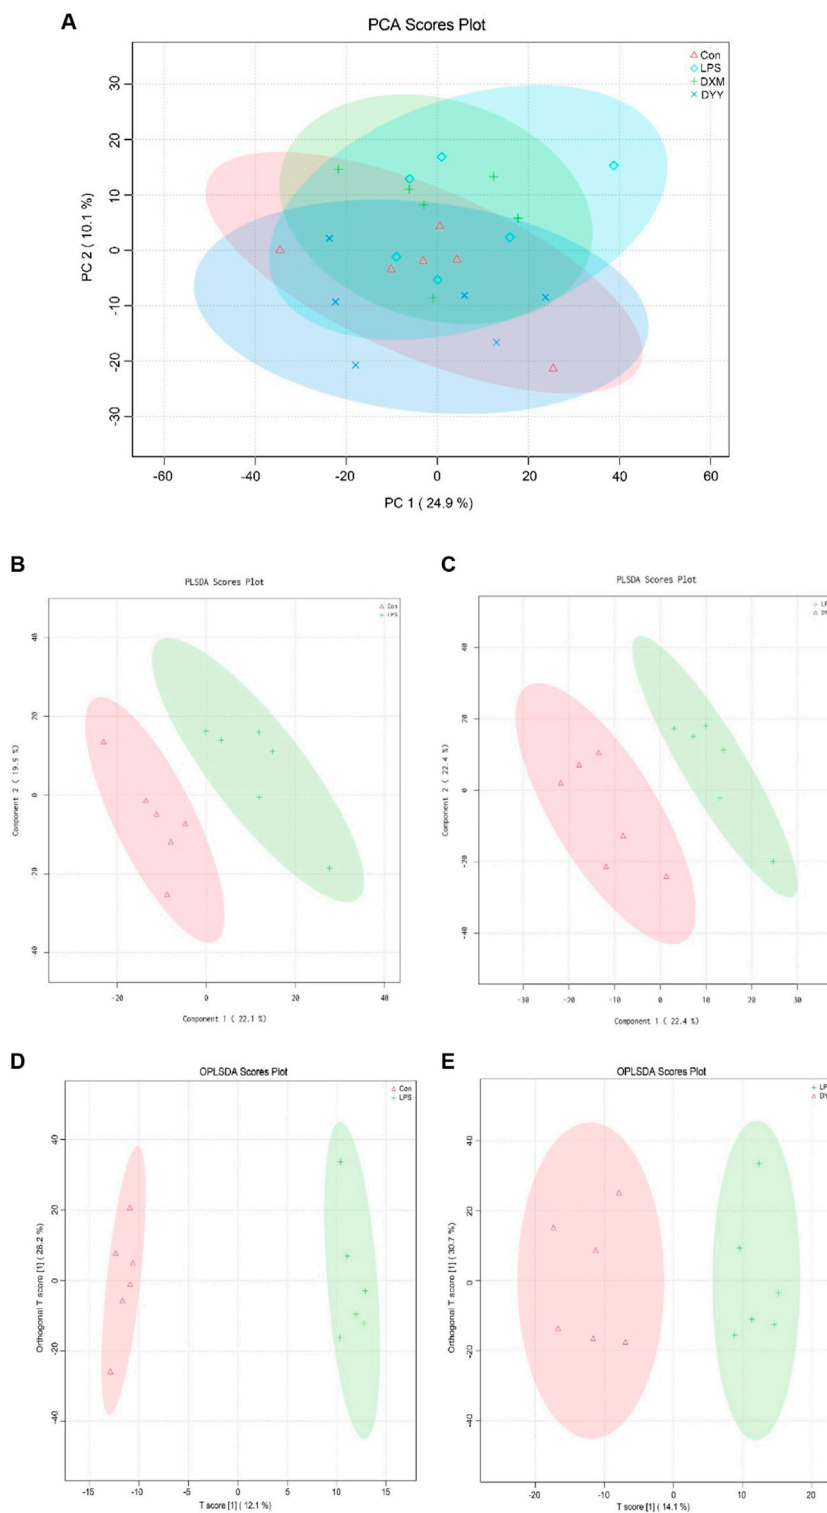 A
PCA Scores Plot
Con
LPS
DXM
DYY
30
20
10
0
-10
-20
-30
PC 2 ( 10.1 %)
-60
-40
-20
0
20
40
60
PC 1 ( 24.9 %)
B
PLSDA Scores Plot
Con
LPS
40
20
0
-20
-40
Component 2 ( 19.9 %)
-20
0
20
40
Component 1 ( 22.1 %)
C
PLSDA Scores Plot
LP
DY
40
20
0
-20
-40
Component 2 ( 22.4 %)
-30
-20
-10
0
10
20
30
Component 1 ( 22.4 %)
D
OPLSDA Scores Plot
Con
LPS
40
20
0
-20
-40
Orthogonal T score [1] ( 26.2 %)
-15
-10
-5
0
5
10
15
T score [1] ( 12.1 %)
E
OPLSDA Scores Plot
LP
DY
40
20
0
-20
-40
Orthogonal T score [1] ( 30.7 %)
-20
-10
0
10
20
T score [1] ( 14.1 %)